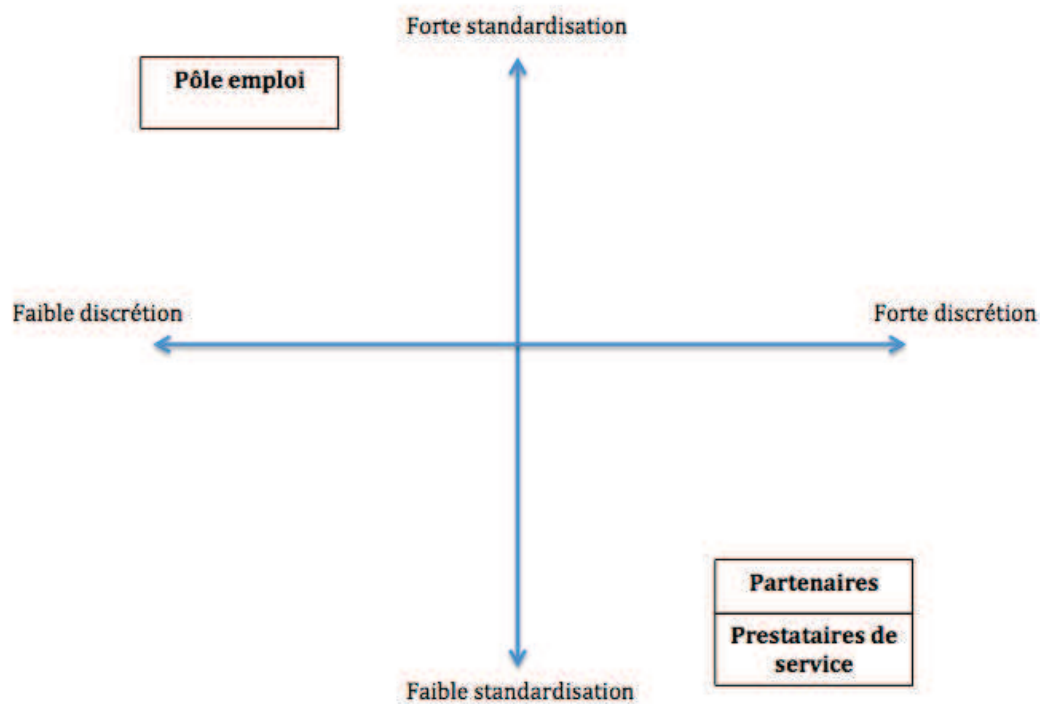 Forte standardisation
Pôle emploi
Faible discrétion
Forte discrétion
Partenaires
Prestataires de
service
Faible standardisation